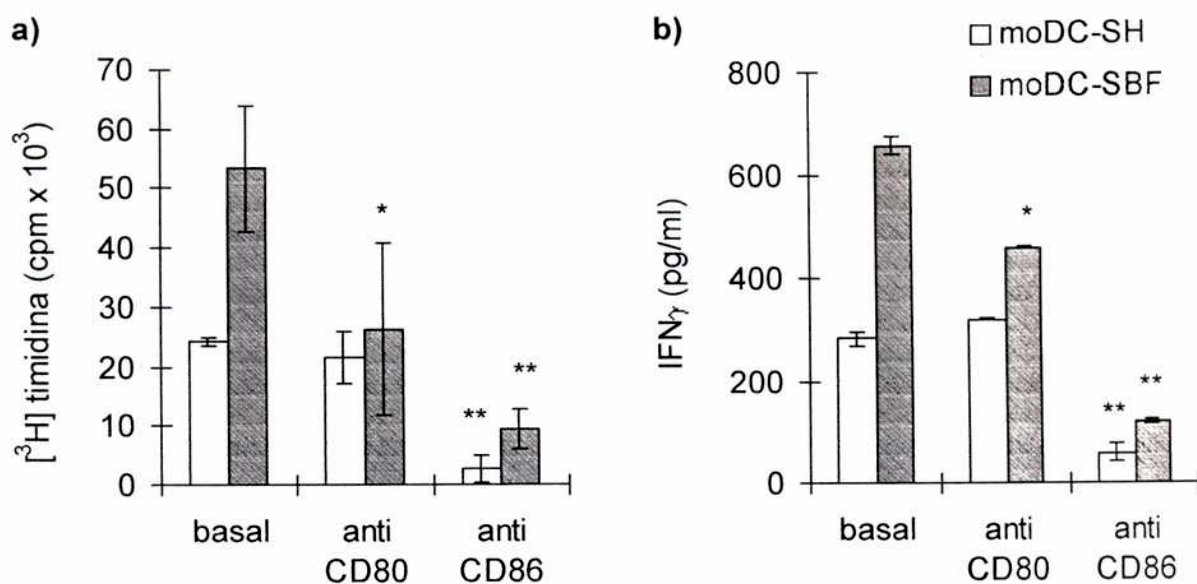 a)
[³H] timidina (cpm x 10³)
70
60
50
40
30
20
10
0
*
**
**
basal
anti
CD80
anti
CD86
b)
moDC-SH
moDC-SBF
IFNγ (pg/ml)
800
600
400
200
0
*
**
**
basal
anti
CD80
anti
CD86